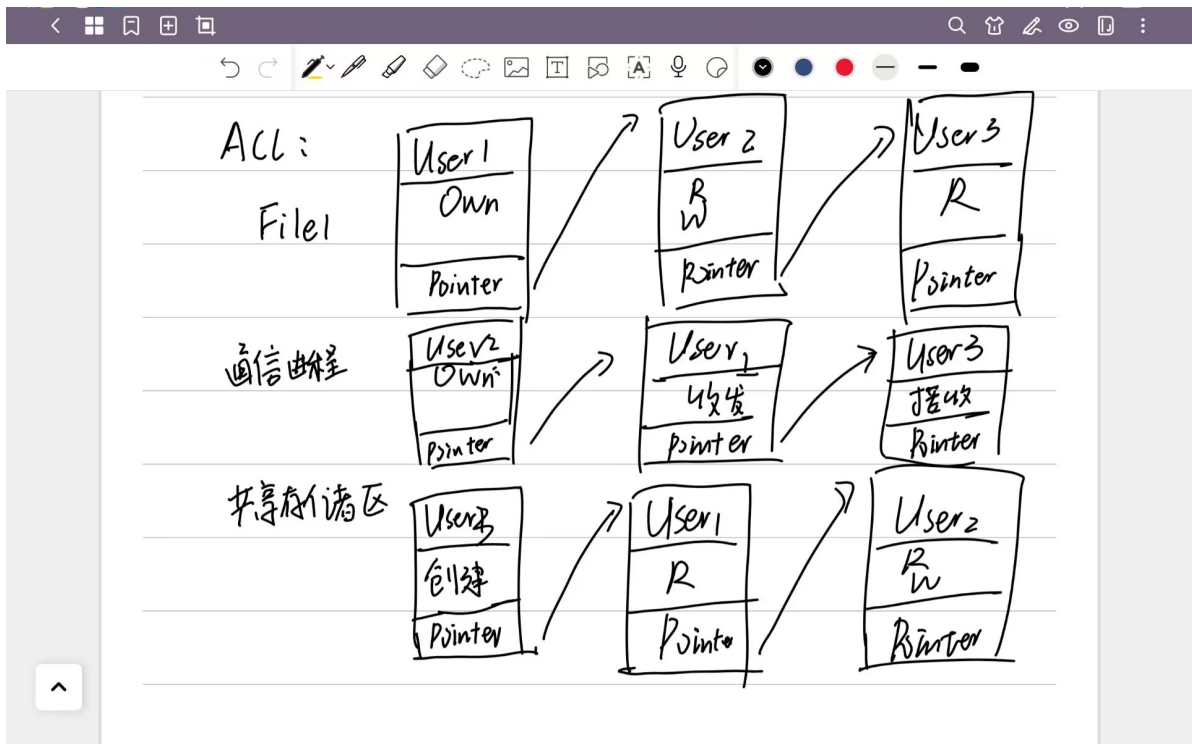 ACL:
File1
User1
Own
Pointer
User2
R
W
Pointer
User3
R
Pointer
通信进程
User2
Own
Pointer
User1
收发
Pointer
User3
接收
Pointer
共享存储区
User3
创建
Pointer
User1
R
Pointer
User2
R
W
Pointer